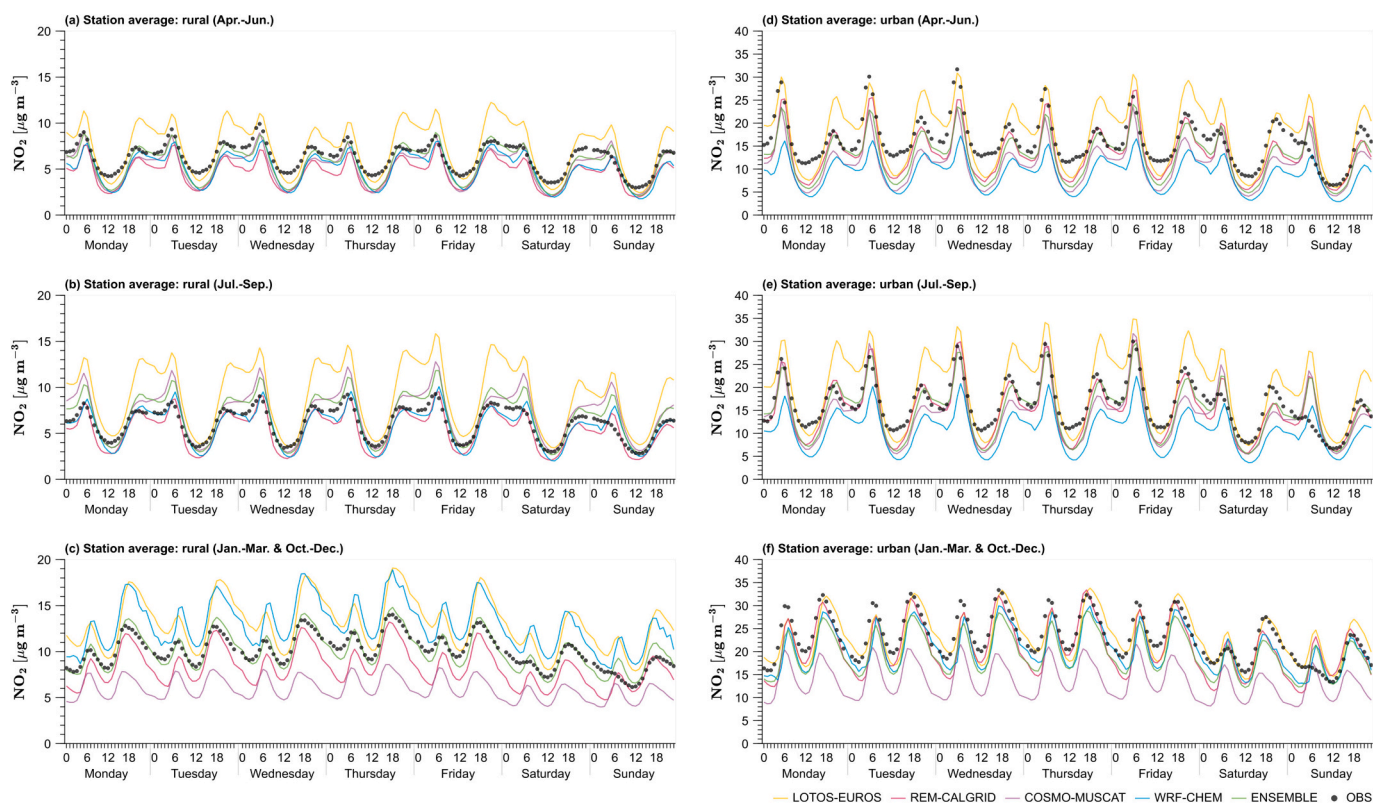 (a) Station average: rural (Apr.-Jun.)
NO₂ [μg m⁻³]
20
15
10
5
0
0 6 12 18 0 6 12 18 0 6 12 18 0 6 12 18 0 6 12 18 0 6 12 18 0 6 12 18
Monday Tuesday Wednesday Thursday Friday Saturday Sunday
(b) Station average: rural (Jul.-Sep.)
NO₂ [μg m⁻³]
20
15
10
5
0
0 6 12 18 0 6 12 18 0 6 12 18 0 6 12 18 0 6 12 18 0 6 12 18 0 6 12 18
Monday Tuesday Wednesday Thursday Friday Saturday Sunday
(c) Station average: rural (Jan.-Mar. & Oct.-Dec.)
NO₂ [μg m⁻³]
20
15
10
5
0
0 6 12 18 0 6 12 18 0 6 12 18 0 6 12 18 0 6 12 18 0 6 12 18 0 6 12 18
Monday Tuesday Wednesday Thursday Friday Saturday Sunday
(d) Station average: urban (Apr.-Jun.)
NO₂ [μg m⁻³]
40
35
30
25
20
15
10
5
0
0 6 12 18 0 6 12 18 0 6 12 18 0 6 12 18 0 6 12 18 0 6 12 18 0 6 12 18
Monday Tuesday Wednesday Thursday Friday Saturday Sunday
(e) Station average: urban (Jul.-Sep.)
NO₂ [μg m⁻³]
40
35
30
25
20
15
10
5
0
0 6 12 18 0 6 12 18 0 6 12 18 0 6 12 18 0 6 12 18 0 6 12 18 0 6 12 18
Monday Tuesday Wednesday Thursday Friday Saturday Sunday
(f) Station average: urban (Jan.-Mar. & Oct.-Dec.)
NO₂ [μg m⁻³]
40
35
30
25
20
15
10
5
0
0 6 12 18 0 6 12 18 0 6 12 18 0 6 12 18 0 6 12 18 0 6 12 18 0 6 12 18
Monday Tuesday Wednesday Thursday Friday Saturday Sunday
LOTOS-EUROS REM-CALGRID COSMO-MUSCAT WRF-CHEM ENSEMBLE OBS